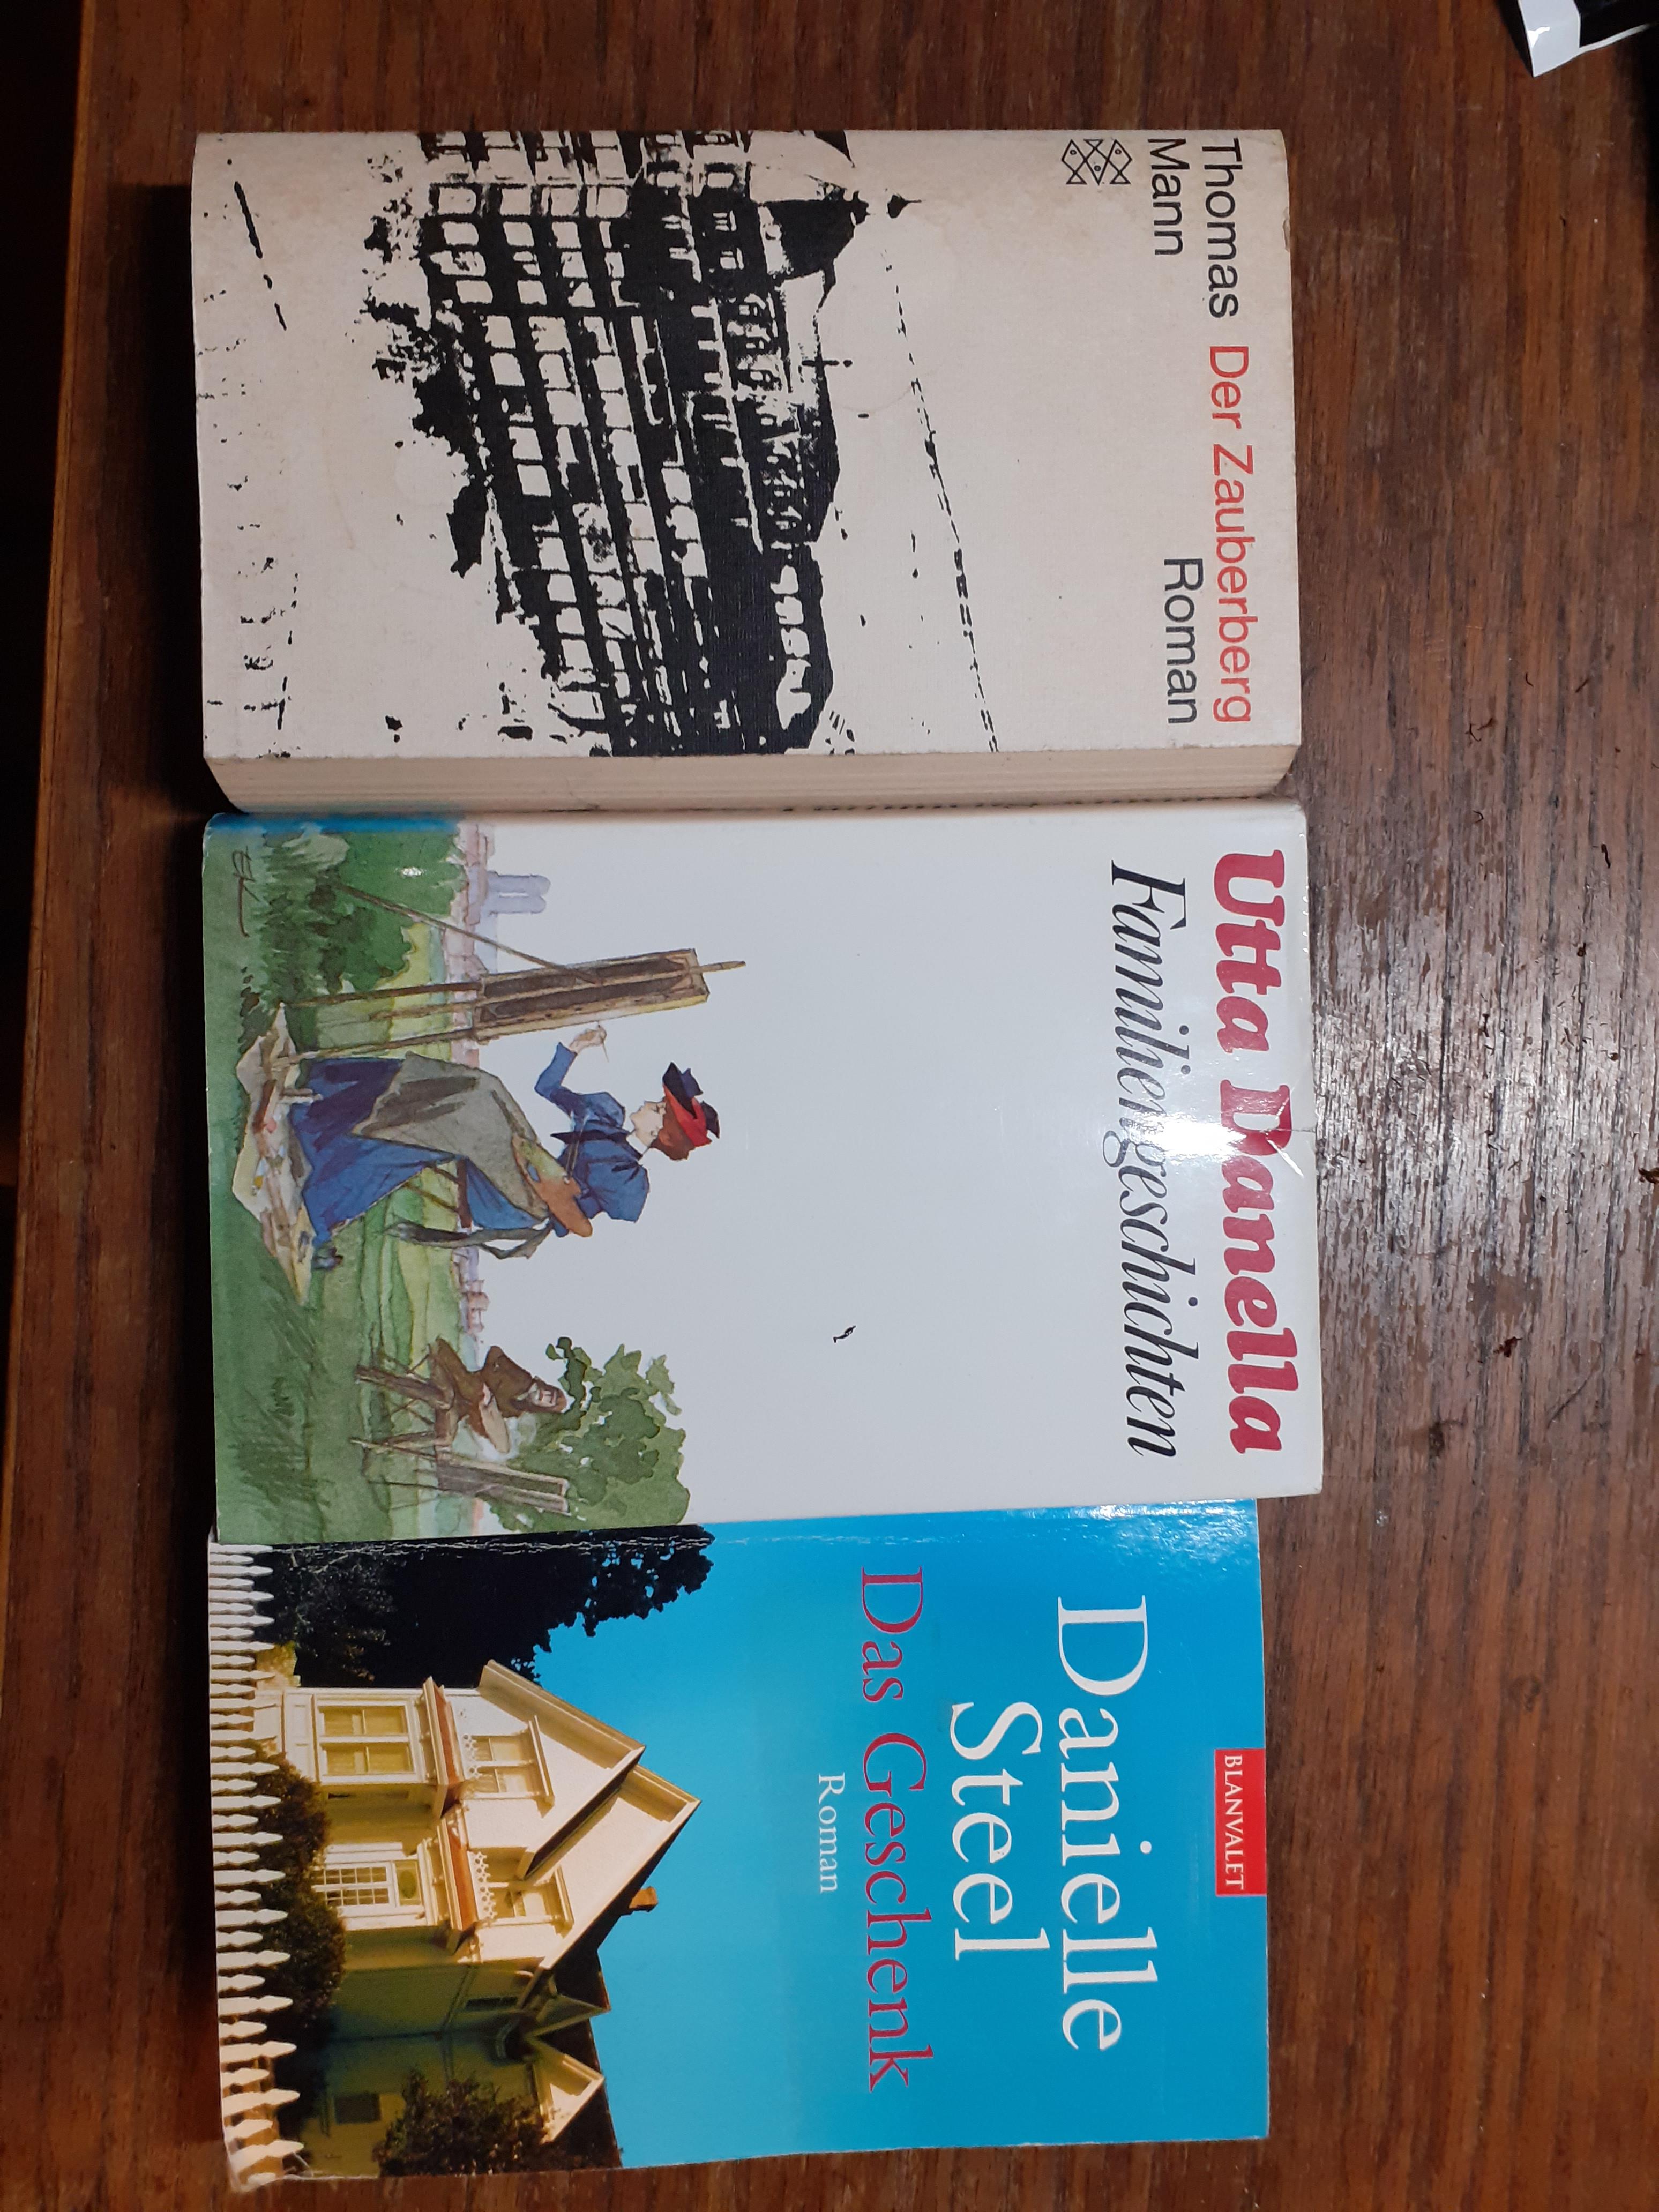 Thomas Der Zauberberg
Mann Roman
Utta Danella
Familiengeschichten
BLANVALET
Danielle
Steel
Das Geschenk
Roman